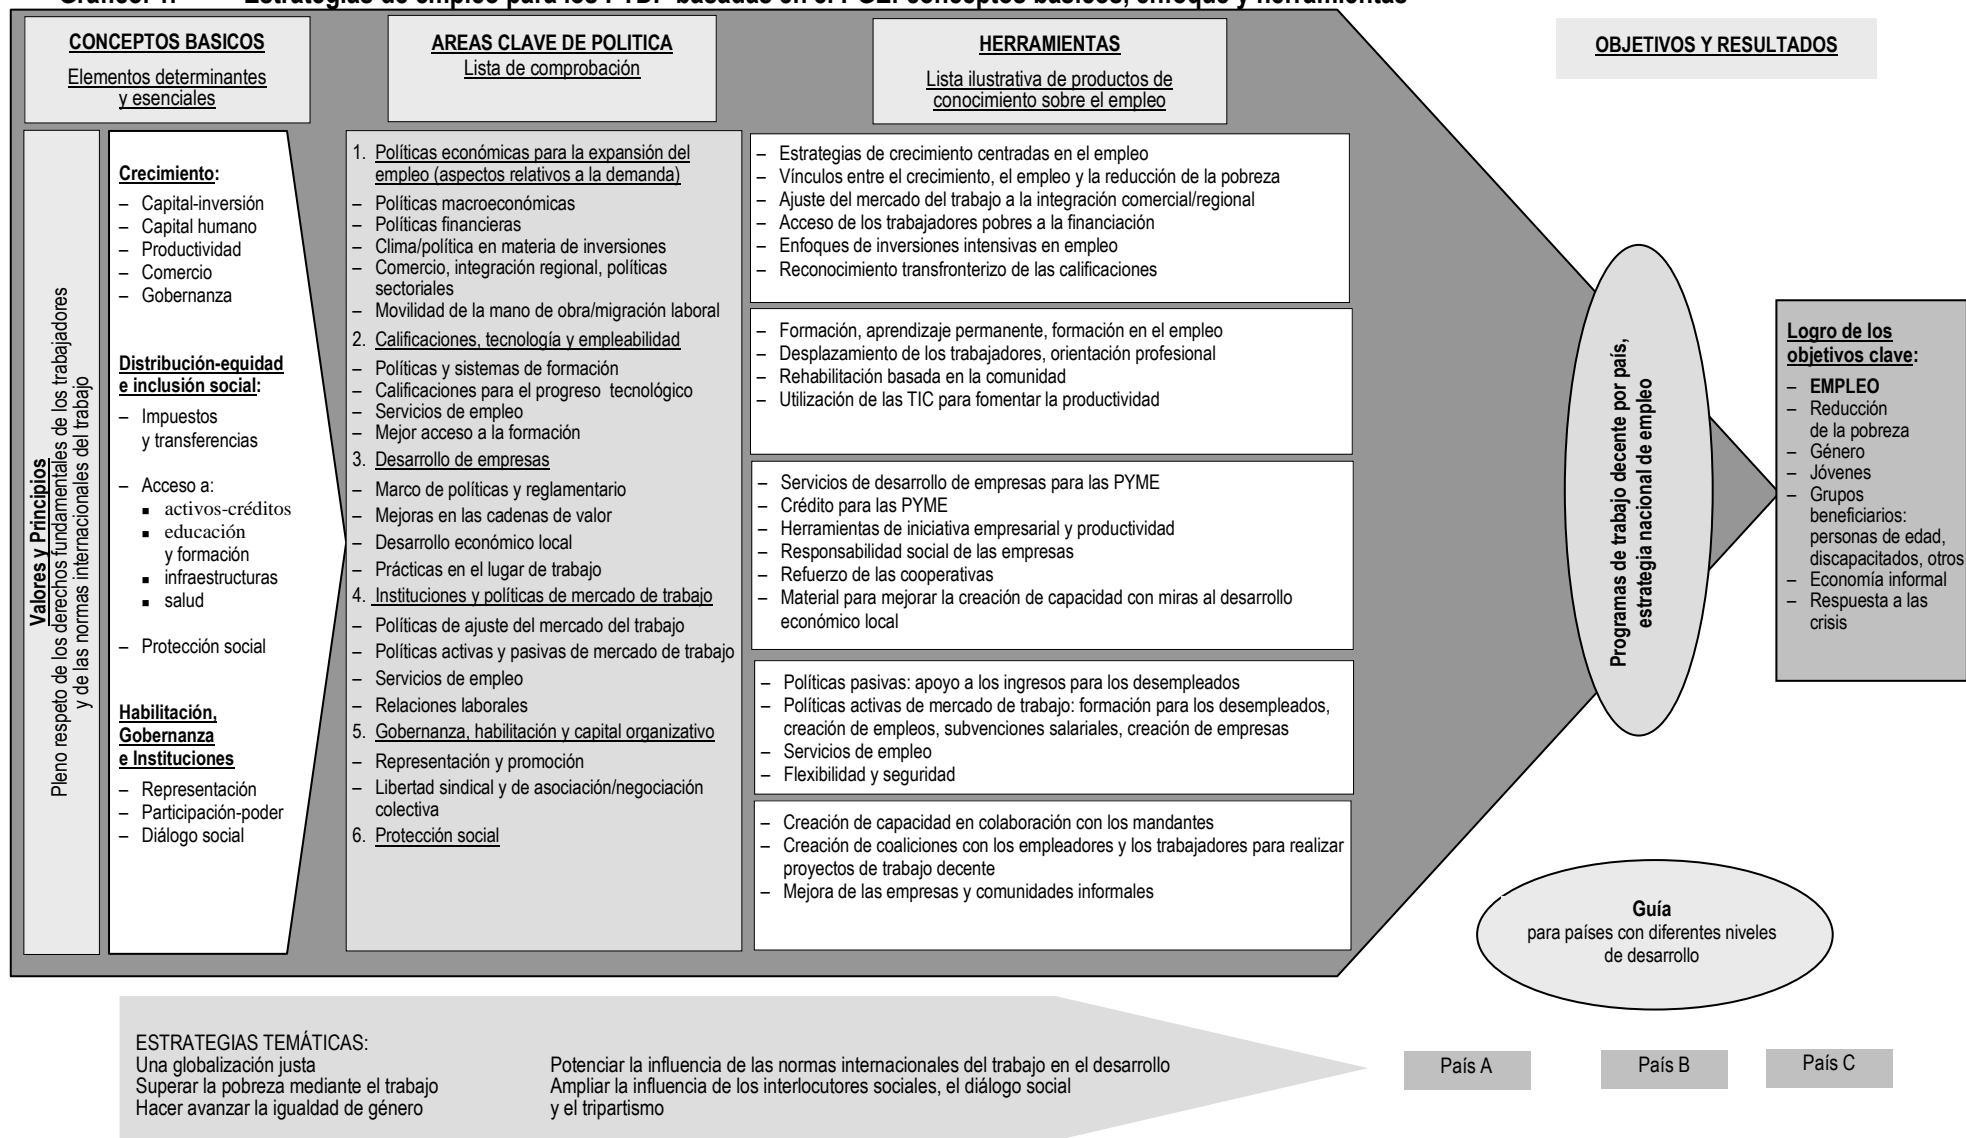 CONCEPTOS BASICOS
Elementos determinantes
y esenciales
AREAS CLAVE DE POLITICA
Lista de comprobación
HERRAMIENTAS
Lista ilustrativa de productos de
conocimiento sobre el empleo
OBJETIVOS Y RESULTADOS
Valores y Principios
Pleno respeto de los derechos fundamentales de los trabajadores
y de las normas internacionales del trabajo
Crecimiento:
– Capital-inversión
– Capital humano
– Productividad
– Comercio
– Gobernanza
Distribución-equidad
e inclusión social:
– Impuestos
y transferencias
– Acceso a:
▪ activos-créditos
▪ educación
y formación
▪ infraestructuras
▪ salud
– Protección social
Habilitación,
Gobernanza
e Instituciones
– Representación
– Participación-poder
– Diálogo social
1. Políticas económicas para la expansión del
empleo (aspectos relativos a la demanda)
– Políticas macroeconómicas
– Políticas financieras
– Clima/política en materia de inversiones
– Comercio, integración regional, políticas
sectoriales
– Movilidad de la mano de obra/migración laboral
2. Calificaciones, tecnología y empleabilidad
– Políticas y sistemas de formación
– Calificaciones para el progreso tecnológico
– Servicios de empleo
– Mejor acceso a la formación
3. Desarrollo de empresas
– Marco de políticas y reglamentario
– Mejoras en las cadenas de valor
– Desarrollo económico local
– Prácticas en el lugar de trabajo
4. Instituciones y políticas de mercado de trabajo
– Políticas de ajuste del mercado del trabajo
– Políticas activas y pasivas de mercado de trabajo
– Servicios de empleo
– Relaciones laborales
5. Gobernanza, habilitación y capital organizativo
– Representación y promoción
– Libertad sindical y de asociación/negociación
colectiva
6. Protección social
– Estrategias de crecimiento centradas en el empleo
– Vínculos entre el crecimiento, el empleo y la reducción de la pobreza
– Ajuste del mercado del trabajo a la integración comercial/regional
– Acceso de los trabajadores pobres a la financiación
– Enfoques de inversiones intensivas en empleo
– Reconocimiento transfronterizo de las calificaciones
– Formación, aprendizaje permanente, formación en el empleo
– Desplazamiento de los trabajadores, orientación profesional
– Rehabilitación basada en la comunidad
– Utilización de las TIC para fomentar la productividad
– Servicios de desarrollo de empresas para las PYME
– Crédito para las PYME
– Herramientas de iniciativa empresarial y productividad
– Responsabilidad social de las empresas
– Refuerzo de las cooperativas
– Material para mejorar la creación de capacidad con miras al desarrollo
económico local
– Políticas pasivas: apoyo a los ingresos para los desempleados
– Políticas activas de mercado de trabajo: formación para los desempleados,
creación de empleos, subvenciones salariales, creación de empresas
– Servicios de empleo
– Flexibilidad y seguridad
– Creación de capacidad en colaboración con los mandantes
– Creación de coaliciones con los empleadores y los trabajadores para realizar
proyectos de trabajo decente
– Mejora de las empresas y comunidades informales
Programas de trabajo decente por país,
estrategia nacional de empleo
Logro de los
objetivos clave:
– EMPLEO
– Reducción
de la pobreza
– Género
– Jóvenes
– Grupos
beneficiarios:
personas de edad,
discapacitados, otros
– Economía informal
– Respuesta a las
crisis
Guía
para países con diferentes niveles
de desarrollo
ESTRATEGIAS TEMÁTICAS:
Una globalización justa
Superar la pobreza mediante el trabajo
Hacer avanzar la igualdad de género
Potenciar la influencia de las normas internacionales del trabajo en el desarrollo
Ampliar la influencia de los interlocutores sociales, el diálogo social
y el tripartismo
País A
País B
País C